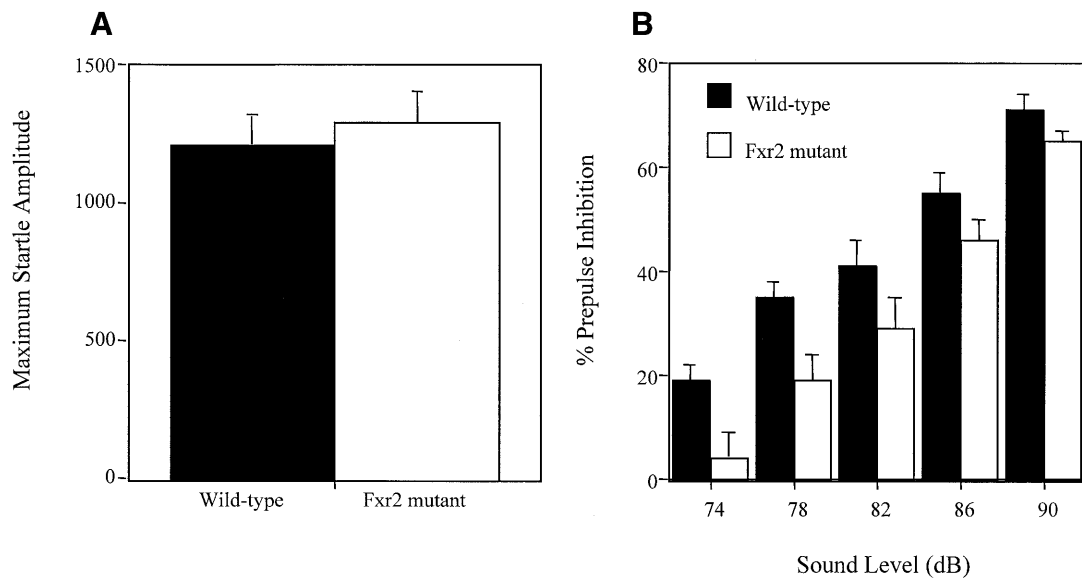 A
1500
1000
500
0
Maximum Startle Amplitude
Wild-type
Fxr2 mutant
B
80
60
40
20
0
% Prepulse Inhibition
Wild-type
Fxr2 mutant
74 78 82 86 90
Sound Level (dB)